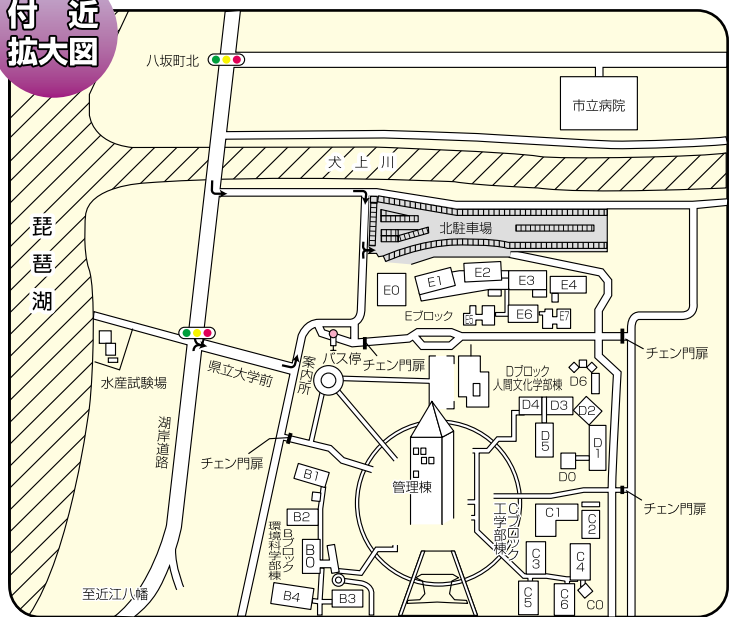 付近
拡大図
八坂町北
市立病院
犬上川
琵琶湖
北駐車場
E0
E1
E2
E3
E4
Eブロック
E5
E6
E7
バス停
チェン門扉
チェン門扉
案内所
県立大学前
水産試験場
湖岸道路
Dブロック
人間文化学部棟
D6
D4
D3
D2
D5
D1
D0
チェン門扉
管理棟
チェン門扉
B1
B2
Bブロック
環境科学部棟
B0
B4
B3
Cブロック
工学部棟
C1
C2
C3
C4
C5
C6
C0
至近江八幡